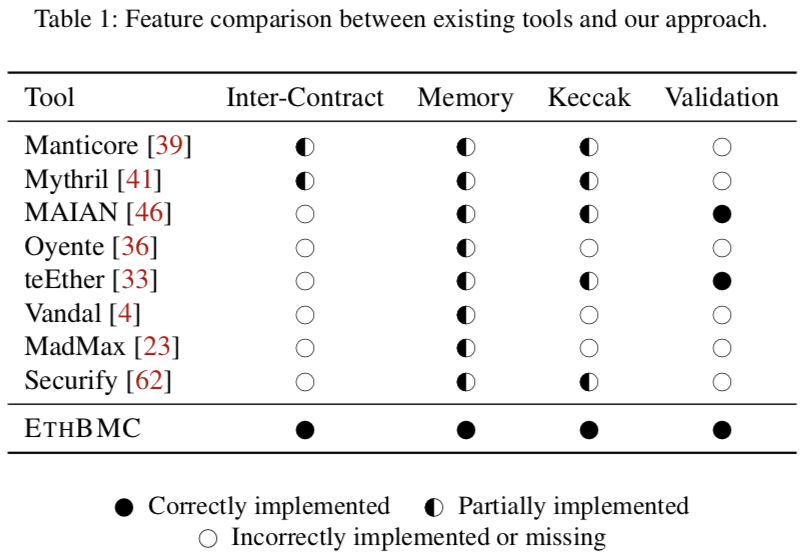 Table 1: Feature comparison between existing tools and our approach.
Tool Inter-Contract Memory Keccak Validation
Manticore [39] ◐ ◐ ◐ ○
Mythril [41] ◐ ◐ ◐ ○
MAIAN [46] ○ ◐ ◐ ●
Oyente [36] ○ ◐ ○ ○
teEther [33] ○ ◐ ◐ ●
Vandal [4] ○ ◐ ○ ○
MadMax [23] ○ ◐ ○ ○
Securify [62] ○ ◐ ◐ ○
ETHBMC ● ● ● ●
● Correctly implemented ◐ Partially implemented
○ Incorrectly implemented or missing